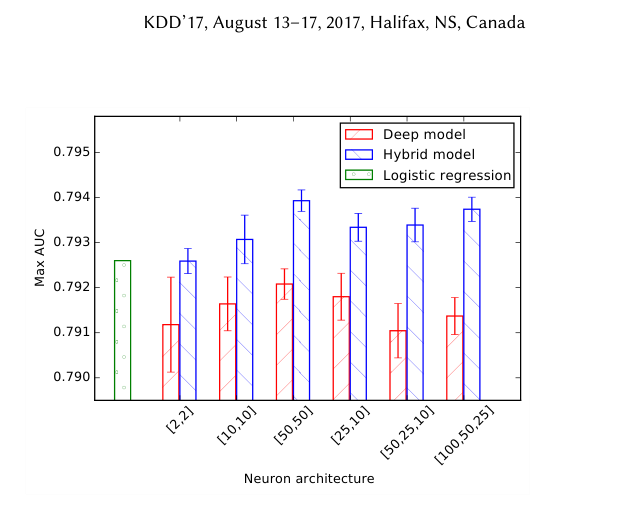 KDD'17, August 13–17, 2017, Halifax, NS, Canada
Deep model
Hybrid model
Logistic regression
0.795
0.794
0.793
0.792
0.791
0.790
Max AUC
[2,2]
[10,10]
[50,50]
[25,10]
[50,25,10]
[100,50,25]
Neuron architecture